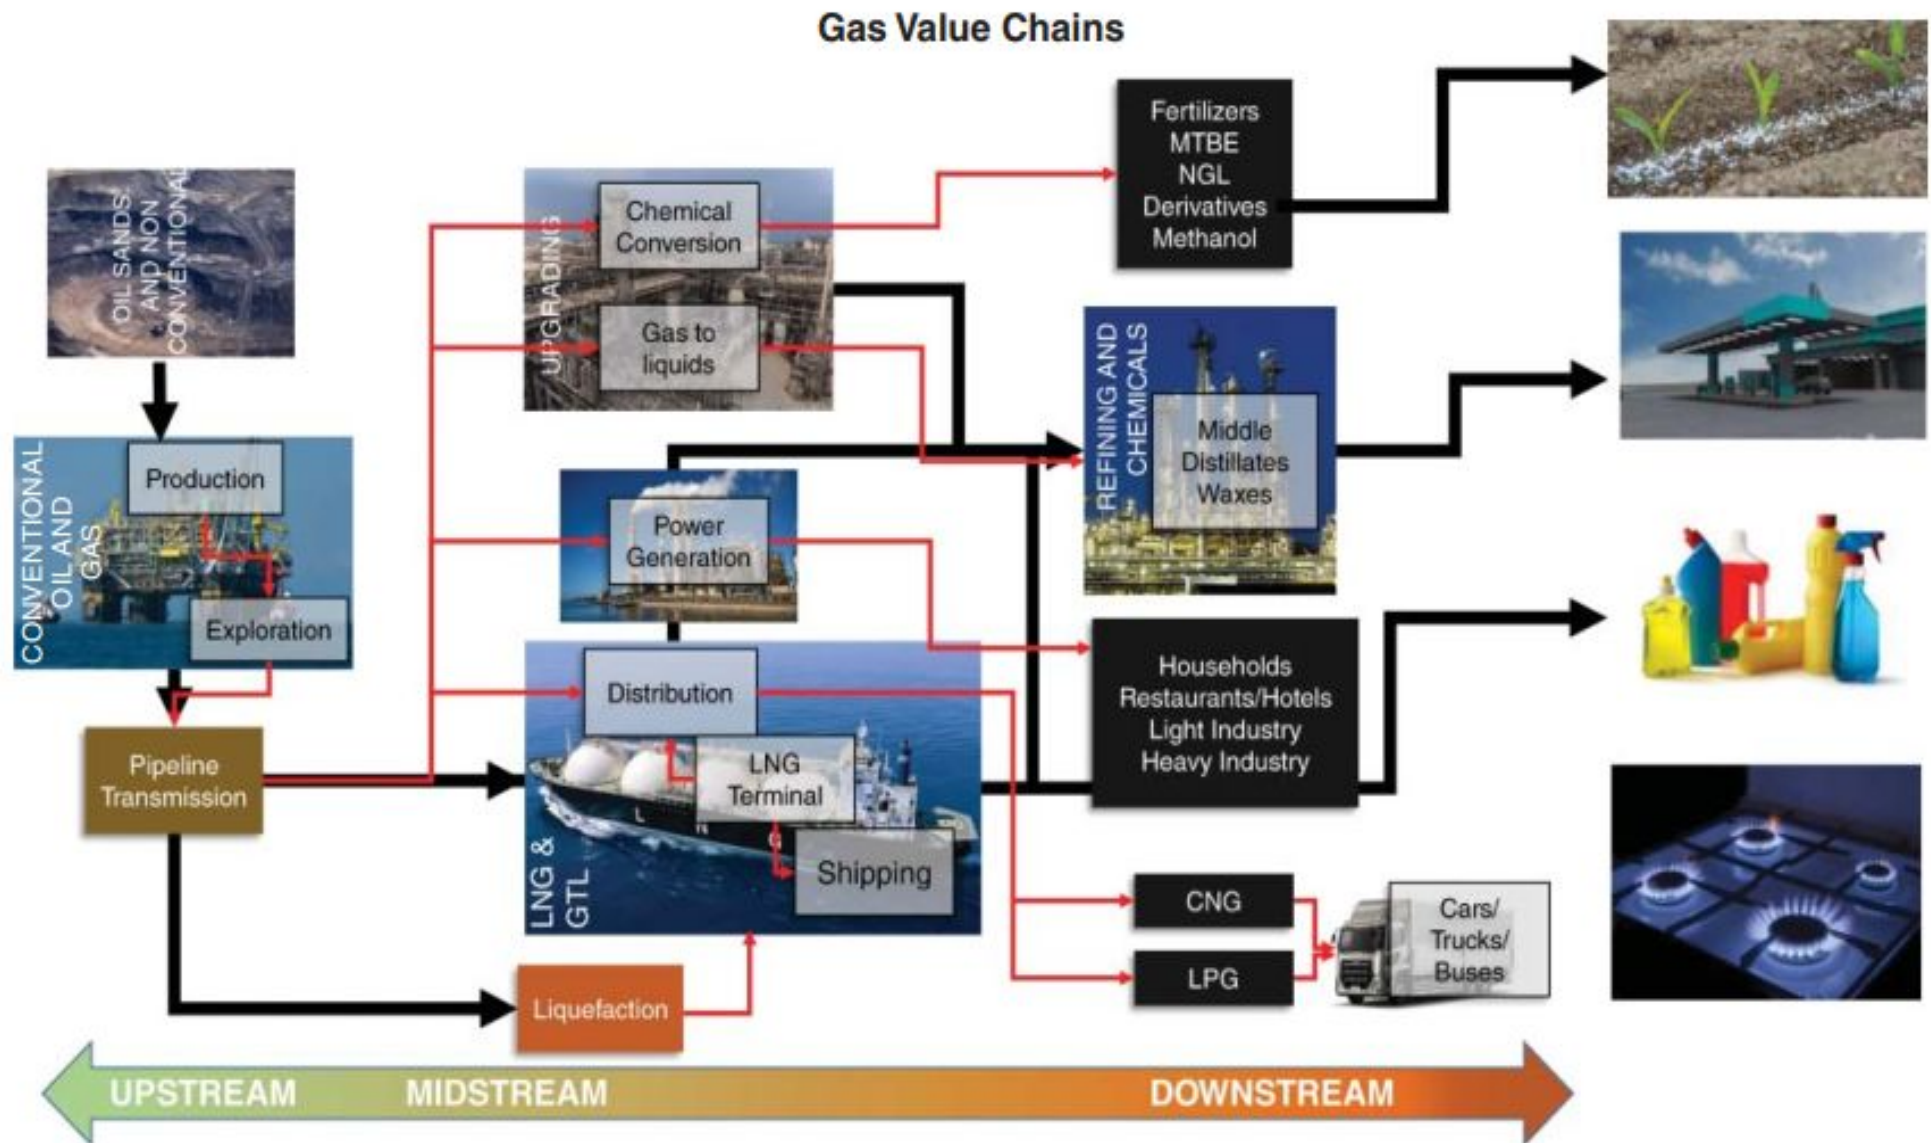 Gas Value Chains
OIL SANDS
AND NON
CONVENTIONAL
CONVENTIONAL
OIL AND
GAS
Production
Exploration
Pipeline
Transmission
UPGRADING
Chemical
Conversion
Gas to
liquids
Power
Generation
LNG &
GTL
Distribution
LNG
Terminal
Shipping
L N G
Liquefaction
Fertilizers
MTBE
NGL
Derivatives
Methanol
REFINING AND
CHEMICALS
Middle
Distillates
Waxes
Households
Restaurants/Hotels
Light Industry
Heavy Industry
CNG
LPG
Cars/
Trucks/
Buses
UPSTREAM
MIDSTREAM
DOWNSTREAM